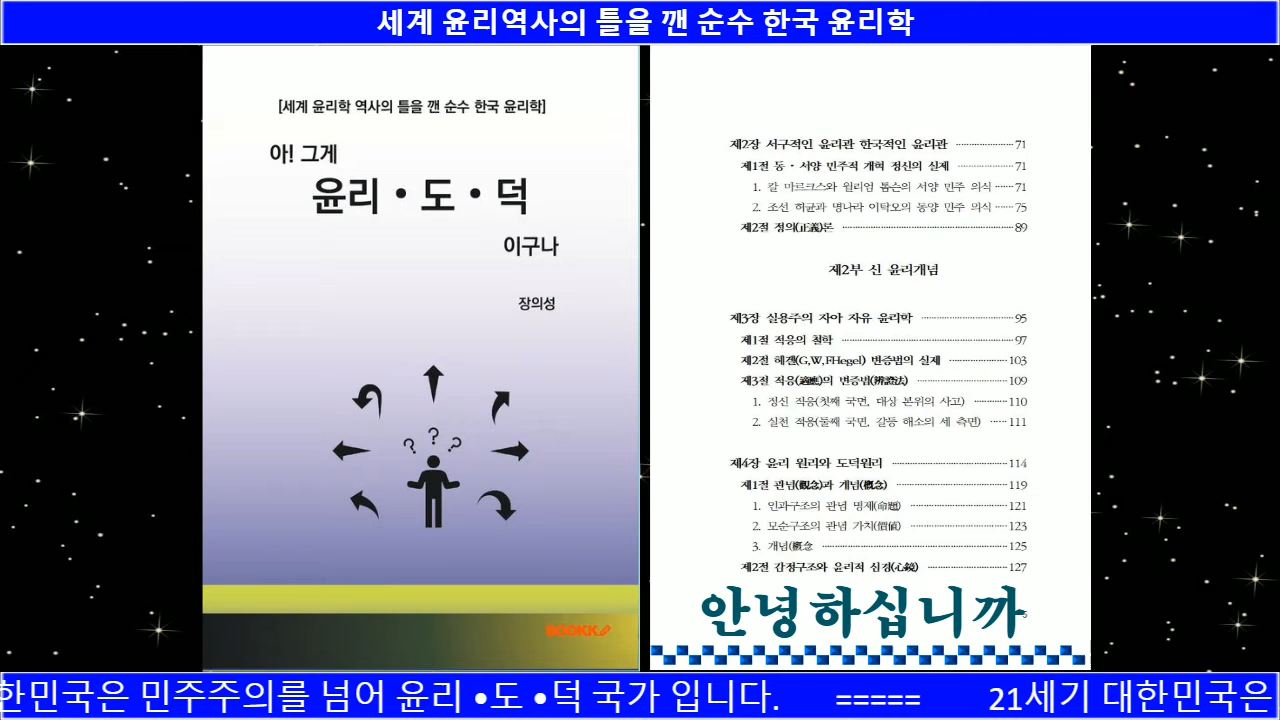 세계 윤리역사의 틀을 깬 순수 한국 윤리학
[세계 윤리학 역사의 틀을 깬 순수 한국 윤리학]
아! 그게
윤리 • 도 • 덕
이구나
장의성
BOOKK
제2장 서구적인 윤리관 한국적인 윤리관 71
제1절 동・서양 민주적 개혁 정신의 실제 71
1. 칼 마르크스와 윌리엄 톰슨의 서양 민주 의식 71
2. 조선 허균과 명나라 이탁오의 동양 민주 의식 75
제2절 정의(正義)론 89
제2부 신 윤리개념
제3장 실용주의 자아 자유 윤리학 95
제1절 적응의 철학 97
제2절 헤겔(G,W,F.Hegel) 변증법의 실제 103
제3절 적응(適應)의 변증법(辨證法) 109
1. 정신 적응(첫째 국면, 대상 본위의 사고) 110
2. 실천 적응(둘째 국면, 갈등 해소의 세 측면) 111
제4장 윤리 원리와 도덕원리 114
제1절 관념(觀念)과 개념(概念) 119
1. 인과구조의 관념 명제(命題) 121
2. 모순구조의 관념 가치(價値) 123
3. 개념(概念 125
제2절 감정구조와 윤리적 심경(心鏡) 127
안녕하십니까
한민국은 민주주의를 넘어 윤리 •도 •덕 국가 입니다. ===== 21세기 대한민국은